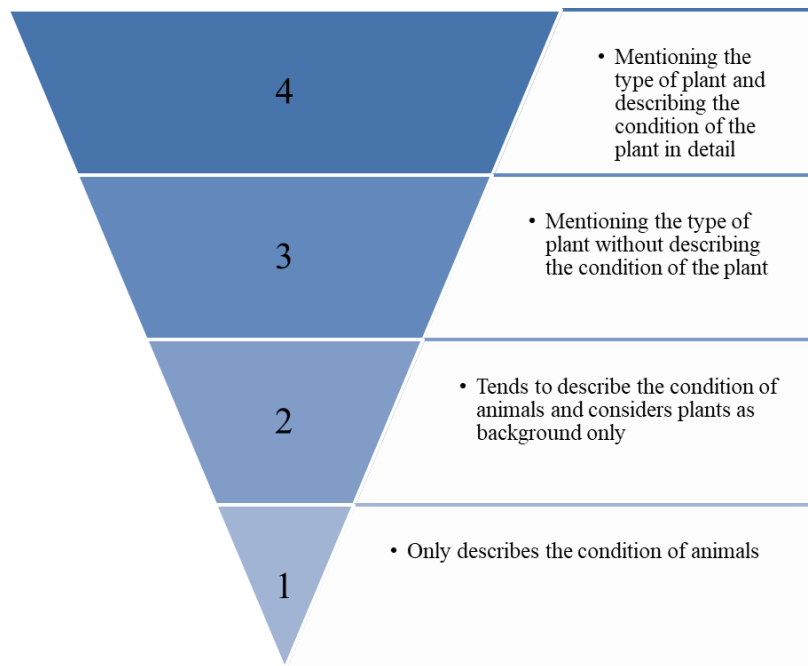 4
• Mentioning the
type of plant and
describing the
condition of the
plant in detail
3
• Mentioning the type of
plant without describing
the condition of the plant
2
• Tends to describe the condition of
animals and considers plants as
background only
1
• Only describes the condition of animals